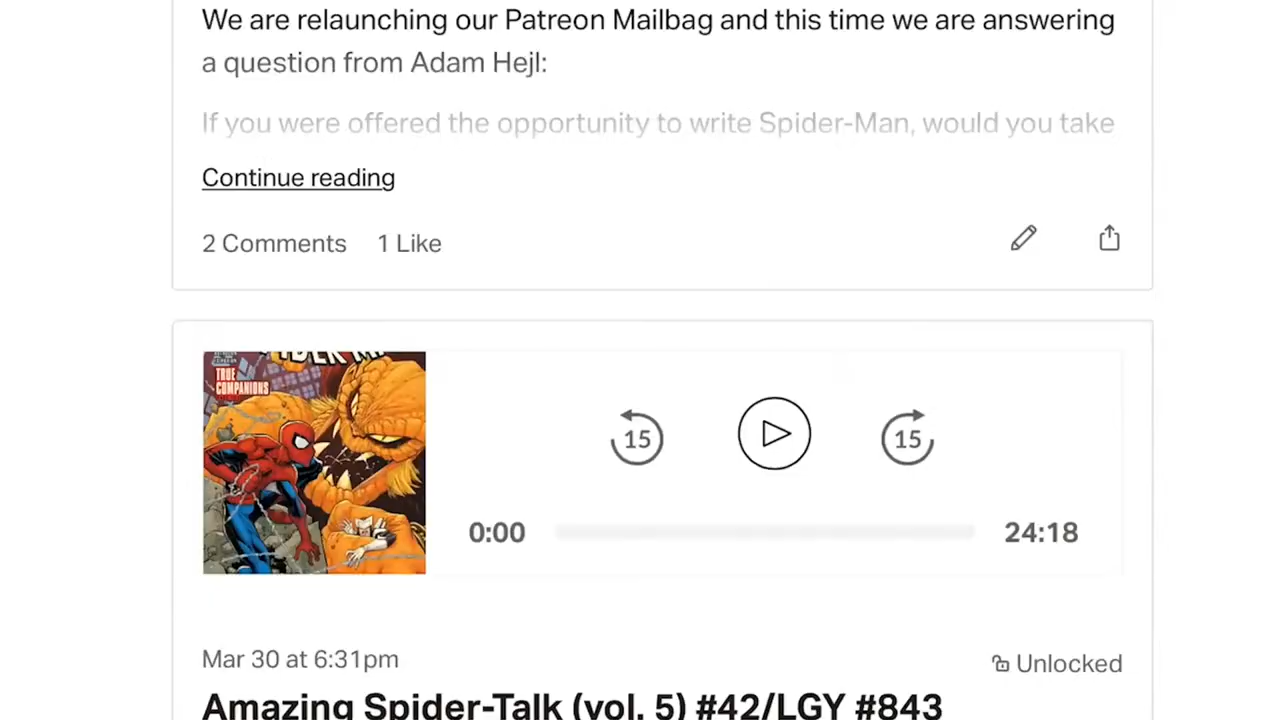 We are relaunching our Patreon Mailbag and this time we are answering
a question from Adam Hejl:
If you were offered the opportunity to write Spider-Man, would you take
Continue reading
2 Comments 1 Like
TRUE
COMPANIONS
15 15
0:00 24:18
Mar 30 at 6:31pm Unlocked
Amazing Spider-Talk (vol. 5) #42/LGY #843